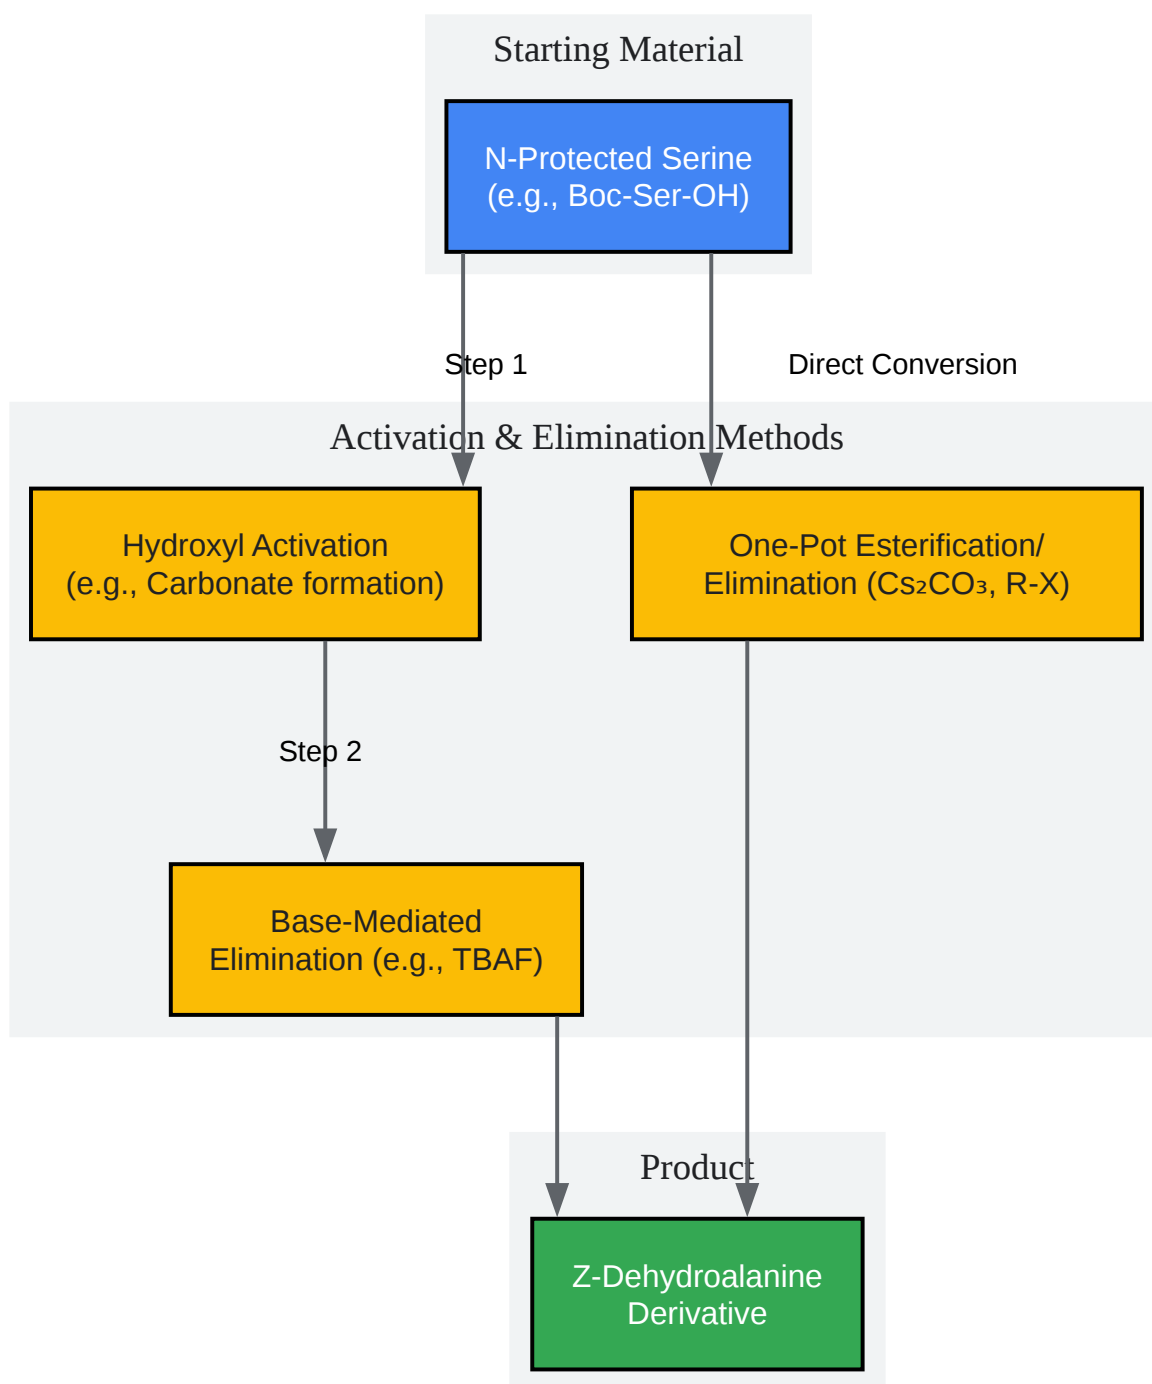 Starting Material
N-Protected Serine
(e.g., Boc-Ser-OH)
Step 1
Direct Conversion
Activation & Elimination Methods
Hydroxyl Activation
(e.g., Carbonate formation)
One-Pot Esterification/
Elimination (Cs₂CO₃, R-X)
Step 2
Base-Mediated
Elimination (e.g., TBAF)
Product
Z-Dehydroalanine
Derivative